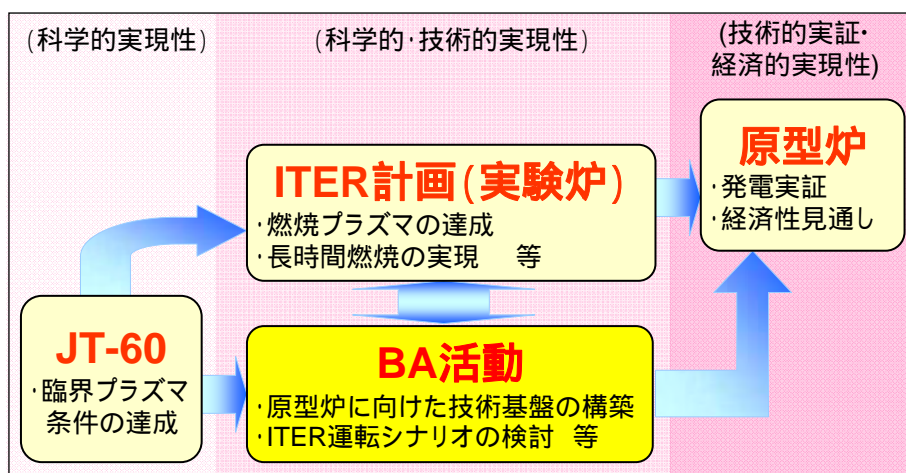 (科学的実現性)
(科学的･技術的実現性)
(技術的実証･
経済的実現性)
ITER計画(実験炉)
･燃焼プラズマの達成
･長時間燃焼の実現 等
原型炉
･発電実証
･経済性見通し
JT-60
･臨界プラズマ
条件の達成
BA活動
･原型炉に向けた技術基盤の構築
･ITER運転シナリオの検討 等